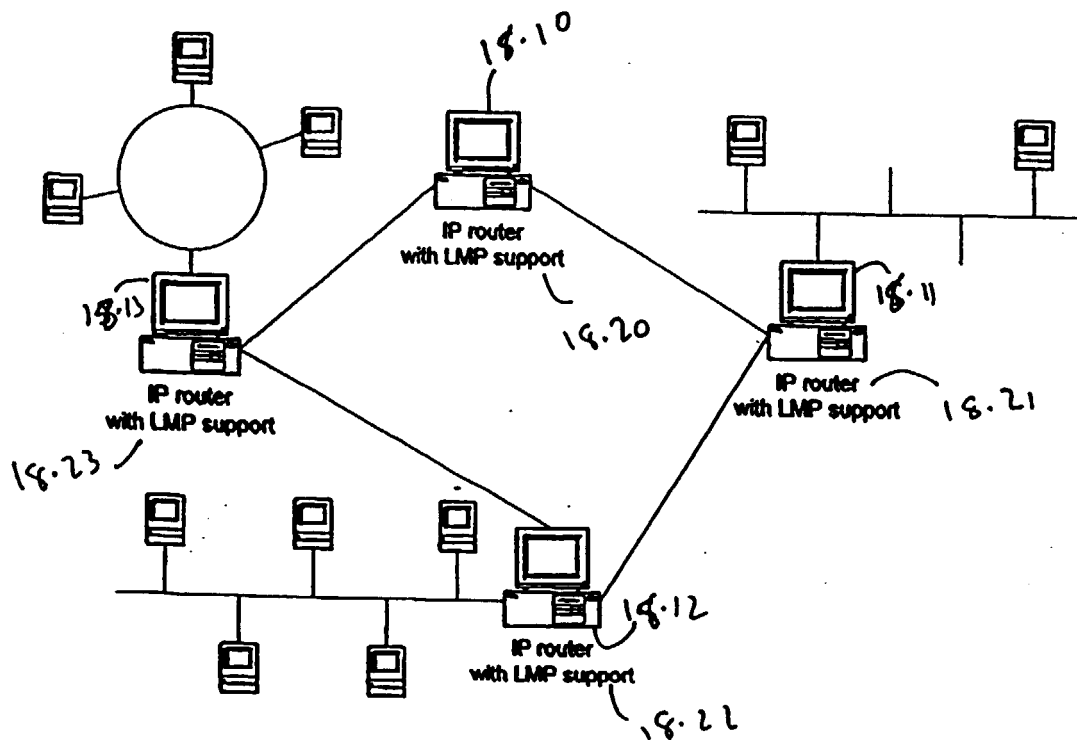 18.10
IP router
with LMP support
18.20
18.11
IP router
with LMP support
18.21
18.13
IP router
with LMP support
18.23
18.12
IP router
with LMP support
18.22